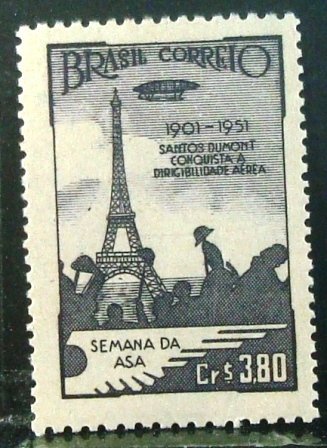 BRASIL CORREIO
1901-1951
SANTOS DUMONT
CONQUISTA A
DIRIGIBILIDADE AÉREA
SEMANA DA
ASA
Cr$ 3,80